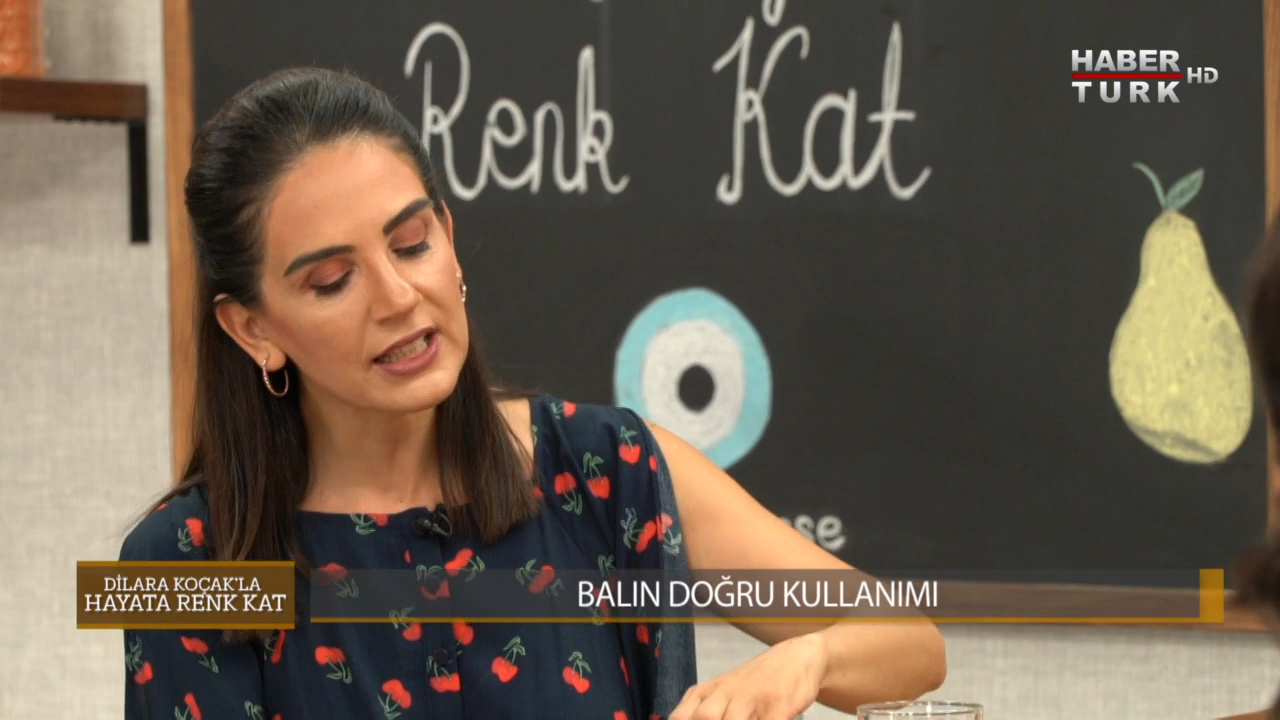 Renk Kat
HABER
TURK HD
DİLARA KOÇAK'LA
HAYATA RENK KAT
BALIN DOĞRU KULLANIMI